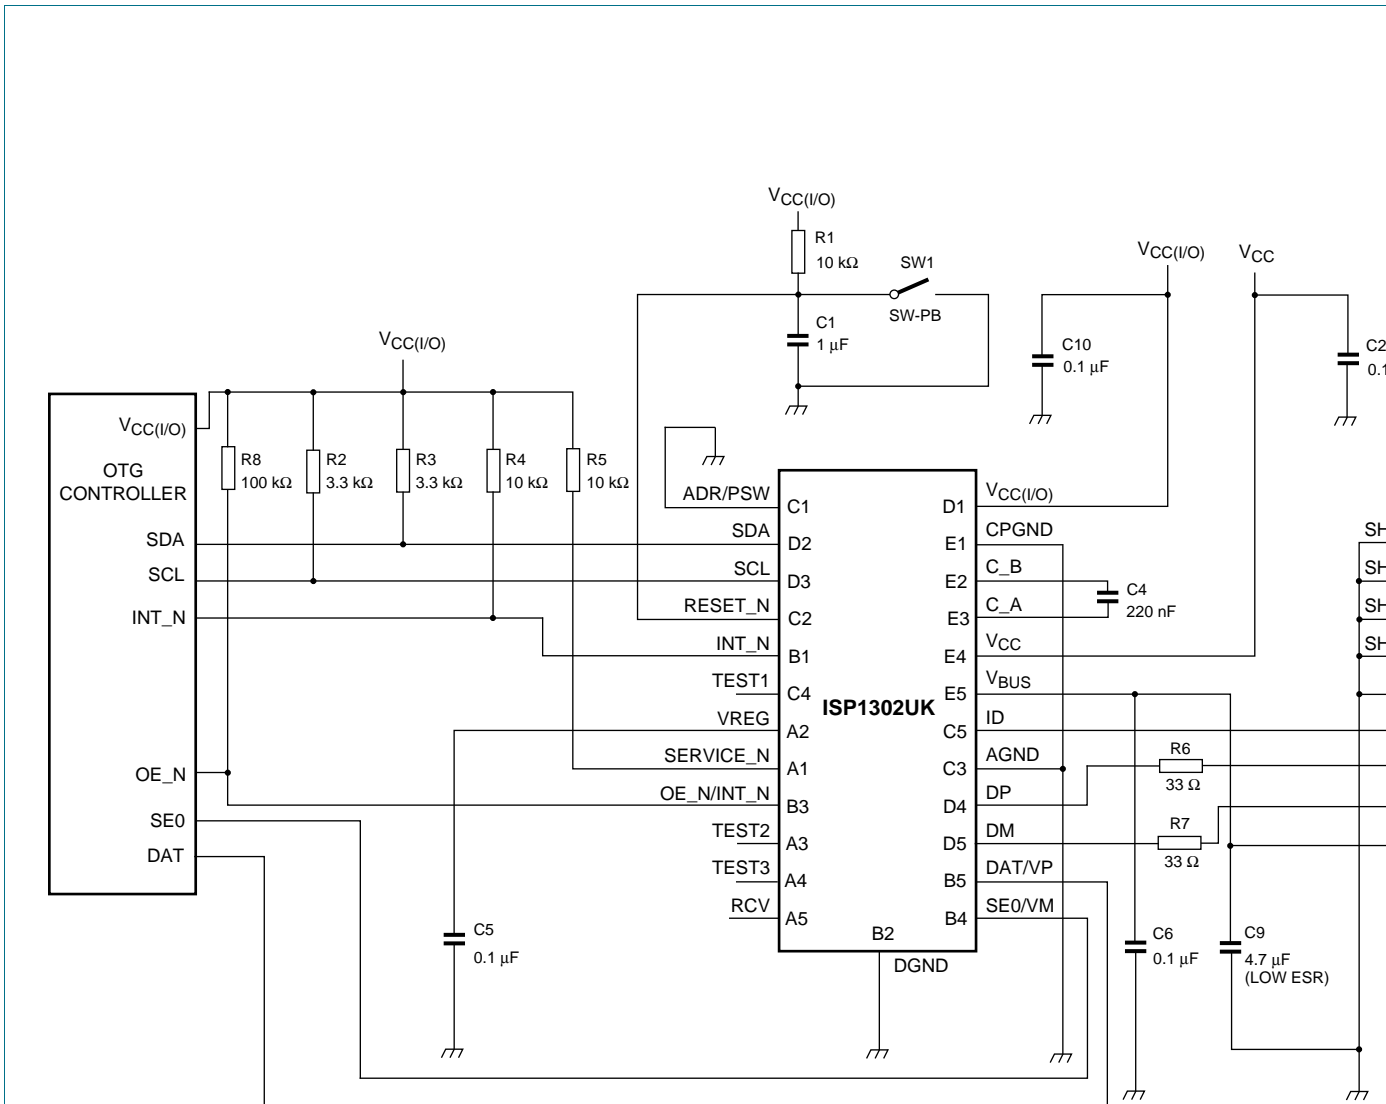 VCC(I/O)
R1
10 kΩ
SW1
SW-PB
C1
1 μF
VCC(I/O)
VCC
C10
0.1 μF
C2
0.1
VCC(I/O)
VCC(I/O)
OTG
CONTROLLER
R8
100 kΩ
R2
3.3 kΩ
R3
3.3 kΩ
R4
10 kΩ
R5
10 kΩ
SDA
SCL
INT_N
OE_N
SE0
DAT
ADR/PSW
C1
SDA
D2
SCL
D3
RESET_N
C2
INT_N
B1
TEST1
C4
VREG
A2
SERVICE_N
A1
OE_N/INT_N
B3
TEST2
A3
TEST3
A4
RCV
A5
ISP1302UK
B2
DGND
D1
VCC(I/O)
E1
CPGND
E2
C_B
E3
C_A
E4
VCC
E5
VBUS
C5
ID
C3
AGND
D4
DP
D5
DM
B5
DAT/VP
B4
SE0/VM
C4
220 nF
R6
33 Ω
R7
33 Ω
C5
0.1 μF
C6
0.1 μF
C9
4.7 μF
(LOW ESR)
SH
SH
SH
SH